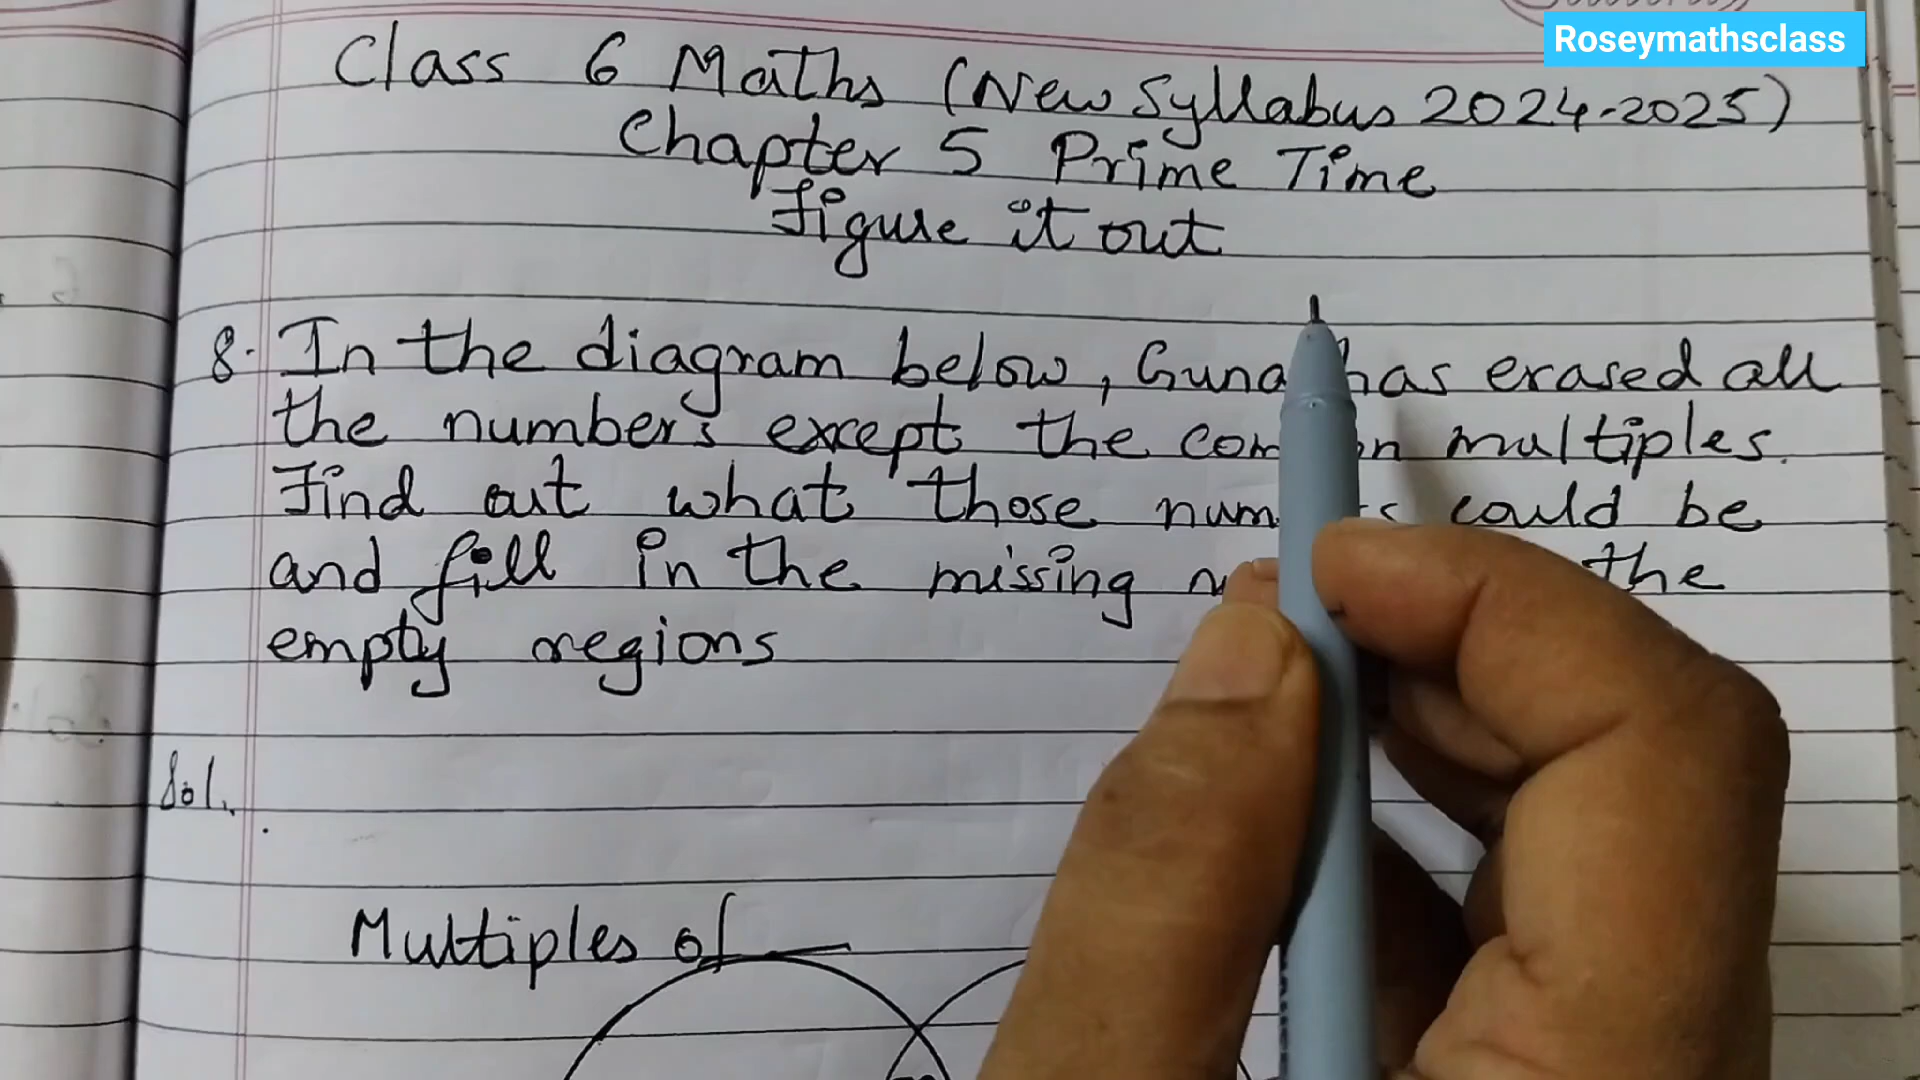 Roseymathsclass
Class 6 Maths (New Syllabus 2024-2025)
Chapter 5 Prime Time
Figure it out
8. In the diagram below, Guna has erased all
the numbers except the multiples.
Find out what those could be
and fill in the missing the
empty regions
Sol.
Multiples of